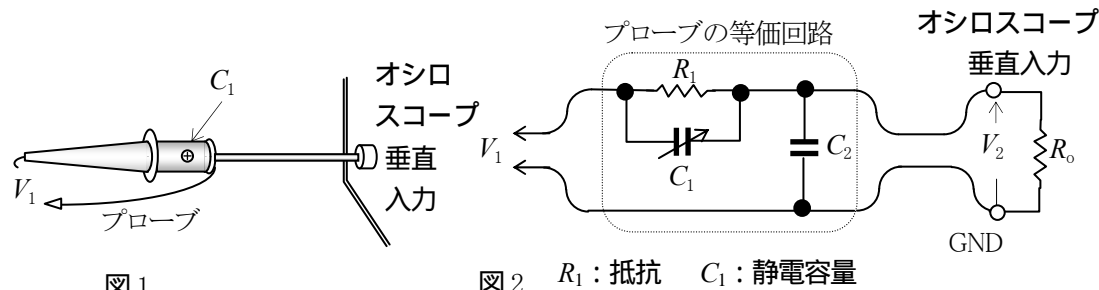 C₁
オシロ
スコープ
垂直
入力
V₁
プローブ
図1
プローブの等価回路
オシロスコープ
垂直入力
R₁
V₁
C₁
C₂
V₂
Rₒ
GND
図2 R₁：抵抗 C₁：静電容量